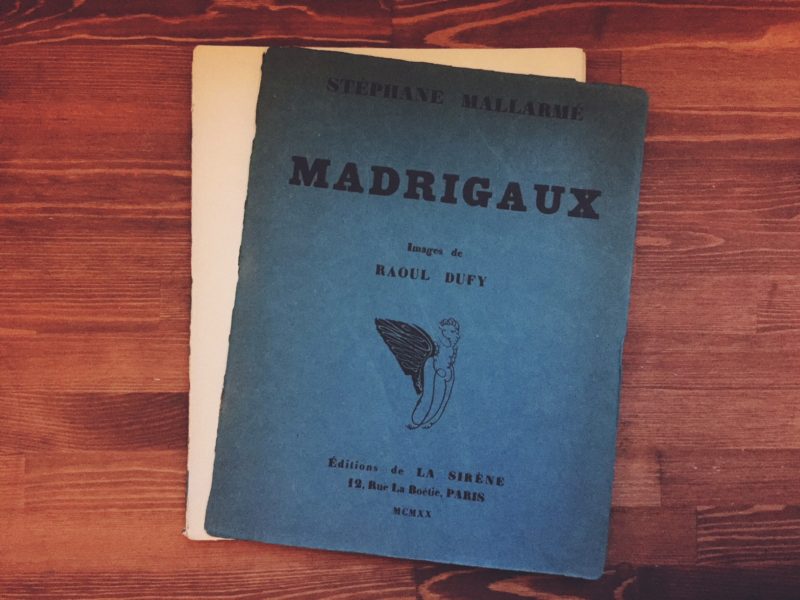 STÉPHANE MALLARMÉ
MADRIGAUX
Images de
RAOUL DUFY
Éditions de LA SIRÈNE
12, Rue La Boëtie, PARIS
MCMXX